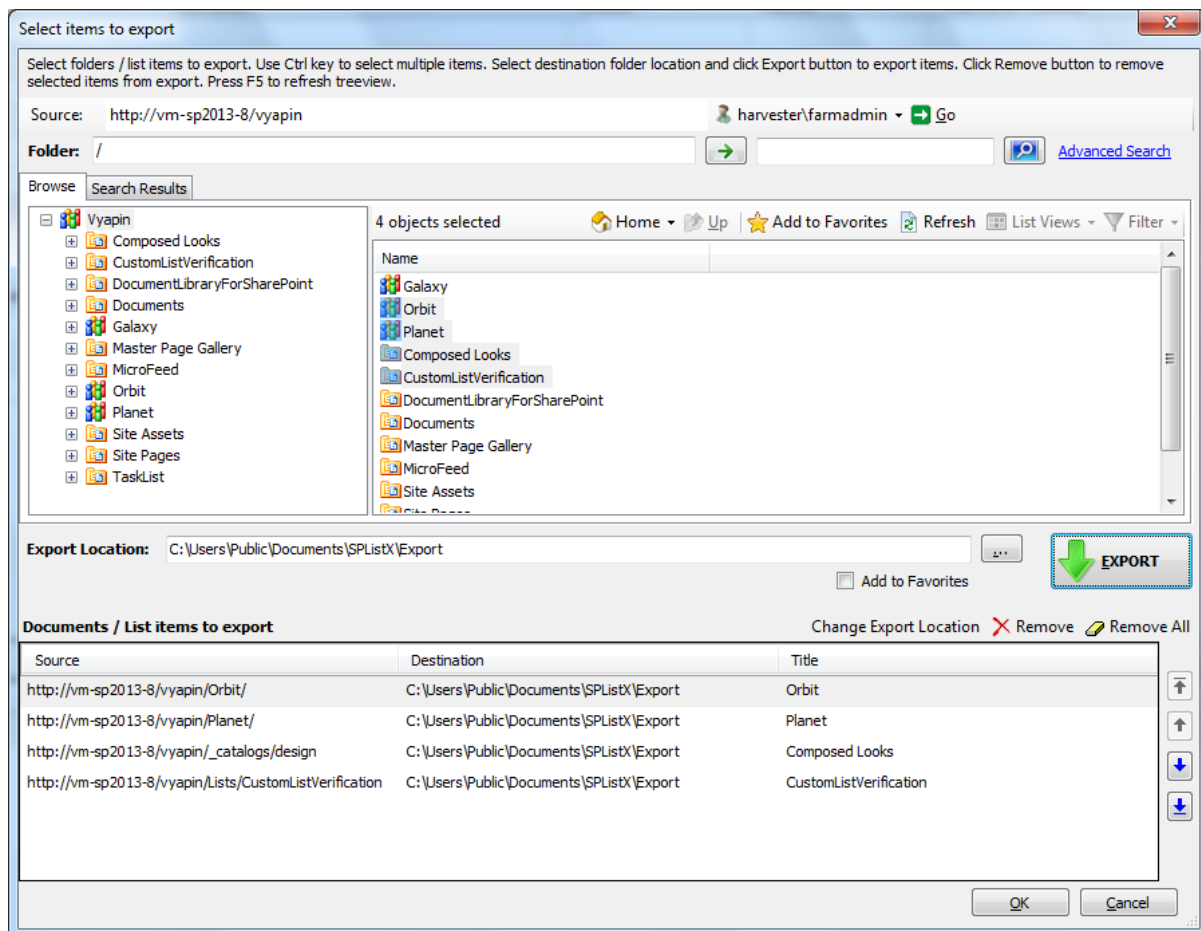 Select items to export
x
Select folders / list items to export. Use Ctrl key to select multiple items. Select destination folder location and click Export button to export items. Click Remove button to remove
selected items from export. Press F5 to refresh treeview.
Source: http://vm-sp2013-8/vyapin harvester\farmadmin Go
Folder: / Advanced Search
Browse Search Results
Vyapin
Composed Looks
CustomListVerification
DocumentLibraryForSharePoint
Documents
Galaxy
Master Page Gallery
MicroFeed
Orbit
Planet
Site Assets
Site Pages
TaskList
4 objects selected Home Up Add to Favorites Refresh List Views Filter
Name
Galaxy
Orbit
Planet
Composed Looks
CustomListVerification
DocumentLibraryForSharePoint
Documents
Master Page Gallery
MicroFeed
Site Assets
Site Pages
Export Location: C:\Users\Public\Documents\SPListX\Export ... EXPORT
Add to Favorites
Documents / List items to export Change Export Location Remove Remove All
Source Destination Title
http://vm-sp2013-8/vyapin/Orbit/ C:\Users\Public\Documents\SPListX\Export Orbit
http://vm-sp2013-8/vyapin/Planet/ C:\Users\Public\Documents\SPListX\Export Planet
http://vm-sp2013-8/vyapin/_catalogs/design C:\Users\Public\Documents\SPListX\Export Composed Looks
http://vm-sp2013-8/vyapin/Lists/CustomListVerification C:\Users\Public\Documents\SPListX\Export CustomListVerification
OK Cancel